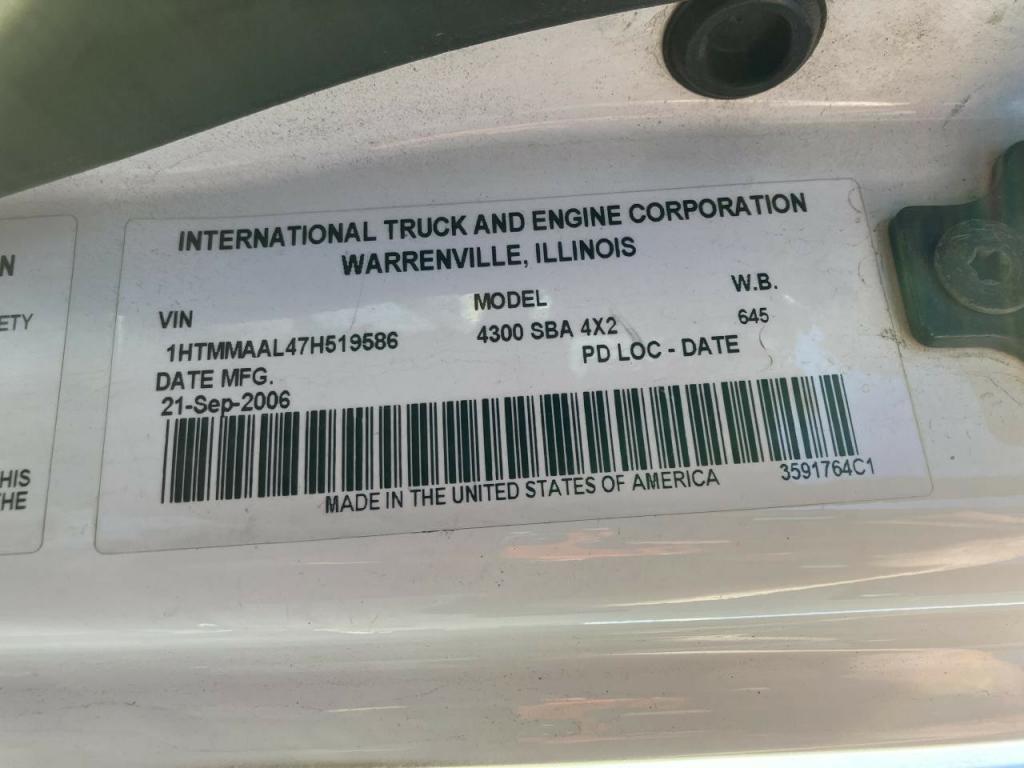 N
ETY
HIS
HE
INTERNATIONAL TRUCK AND ENGINE CORPORATION
WARRENVILLE, ILLINOIS
VIN MODEL W.B.
1HTMMAAL47H519586 4300 SBA 4X2 645
DATE MFG. PD LOC - DATE
21-Sep-2006
MADE IN THE UNITED STATES OF AMERICA 3591764C1